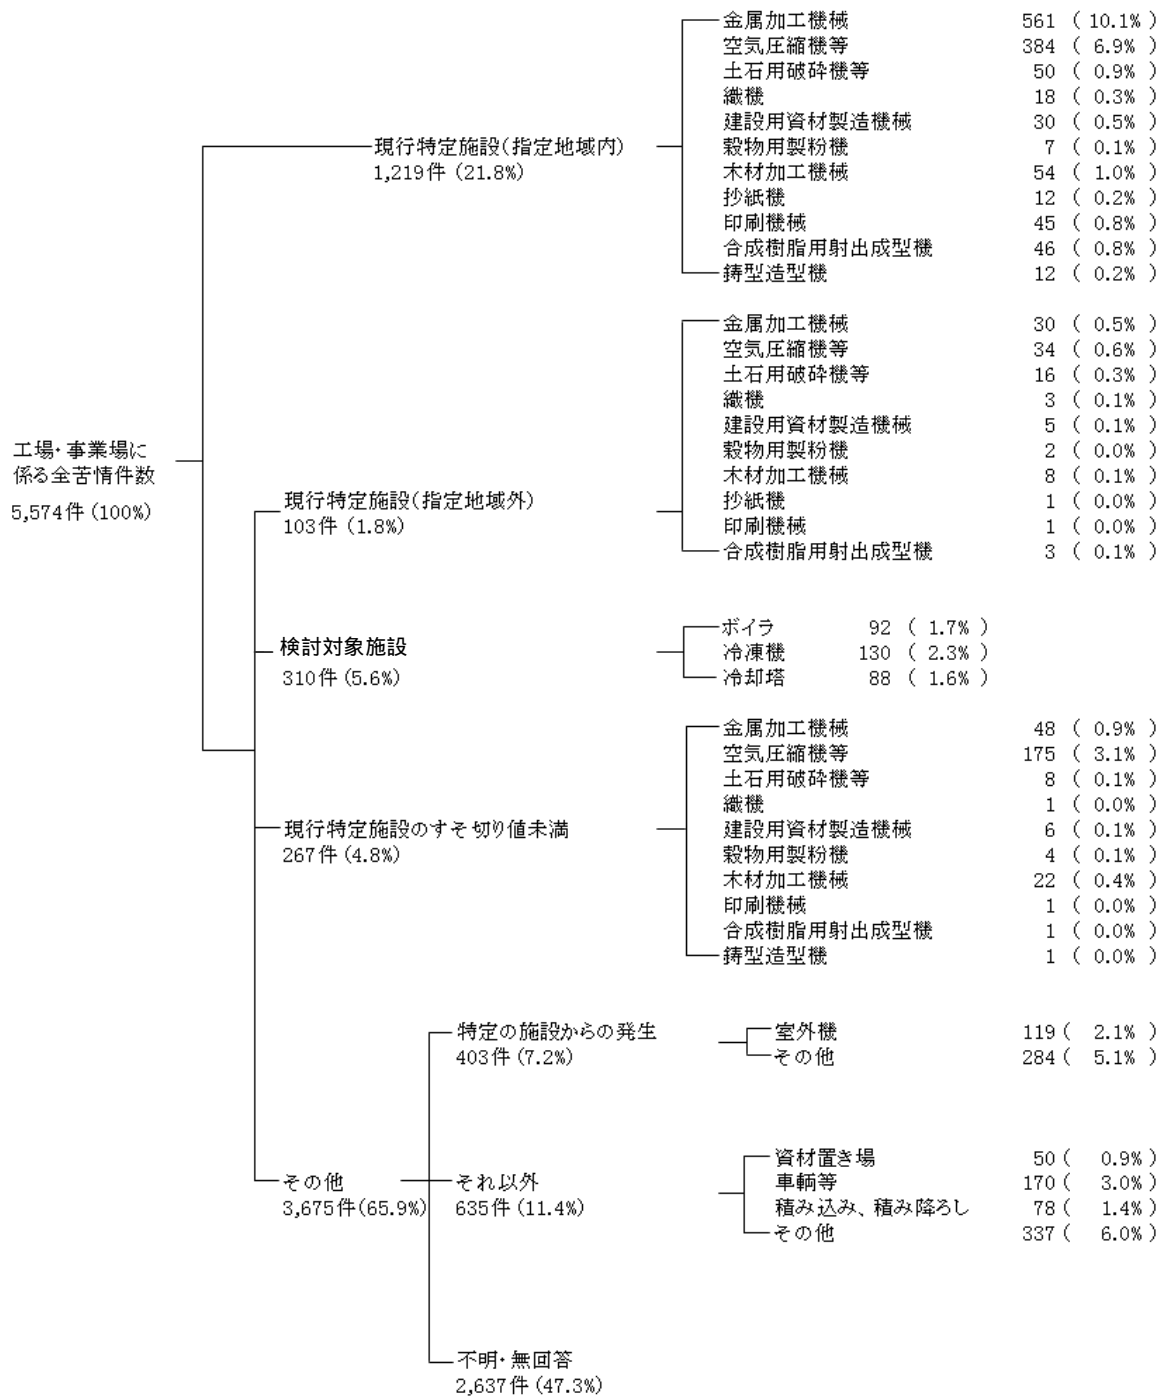 金属加工機械 561 ( 10.1% )
空気圧縮機等 384 ( 6.9% )
土石用破砕機等 50 ( 0.9% )
織機 18 ( 0.3% )
建設用資材製造機械 30 ( 0.5% )
現行特定施設(指定地域内)
1,219件 (21.8%)
穀物用製粉機 7 ( 0.1% )
木材加工機械 54 ( 1.0% )
抄紙機 12 ( 0.2% )
印刷機械 45 ( 0.8% )
合成樹脂用射出成型機 46 ( 0.8% )
鋳型造型機 12 ( 0.2% )
工場・事業場に
係る全苦情件数
5,574件 (100%)
現行特定施設(指定地域外)
103件 (1.8%)
金属加工機械 30 ( 0.5% )
空気圧縮機等 34 ( 0.6% )
土石用破砕機等 16 ( 0.3% )
織機 3 ( 0.1% )
建設用資材製造機械 5 ( 0.1% )
穀物用製粉機 2 ( 0.0% )
木材加工機械 8 ( 0.1% )
抄紙機 1 ( 0.0% )
印刷機械 1 ( 0.0% )
合成樹脂用射出成型機 3 ( 0.1% )
検討対象施設
310件 (5.6%)
ボイラ 92 ( 1.7% )
冷凍機 130 ( 2.3% )
冷却塔 88 ( 1.6% )
現行特定施設のすそ切り値未満
267件 (4.8%)
金属加工機械 48 ( 0.9% )
空気圧縮機等 175 ( 3.1% )
土石用破砕機等 8 ( 0.1% )
織機 1 ( 0.0% )
建設用資材製造機械 6 ( 0.1% )
穀物用製粉機 4 ( 0.1% )
木材加工機械 22 ( 0.4% )
印刷機械 1 ( 0.0% )
合成樹脂用射出成型機 1 ( 0.0% )
鋳型造型機 1 ( 0.0% )
その他
3,675件(65.9%)
特定の施設からの発生
403件 (7.2%)
室外機 119 ( 2.1% )
その他 284 ( 5.1% )
それ以外
635件 (11.4%)
資材置き場 50 ( 0.9% )
車輌等 170 ( 3.0% )
積み込み、積み降ろし 78 ( 1.4% )
その他 337 ( 6.0% )
不明・無回答
2,637件 (47.3%)